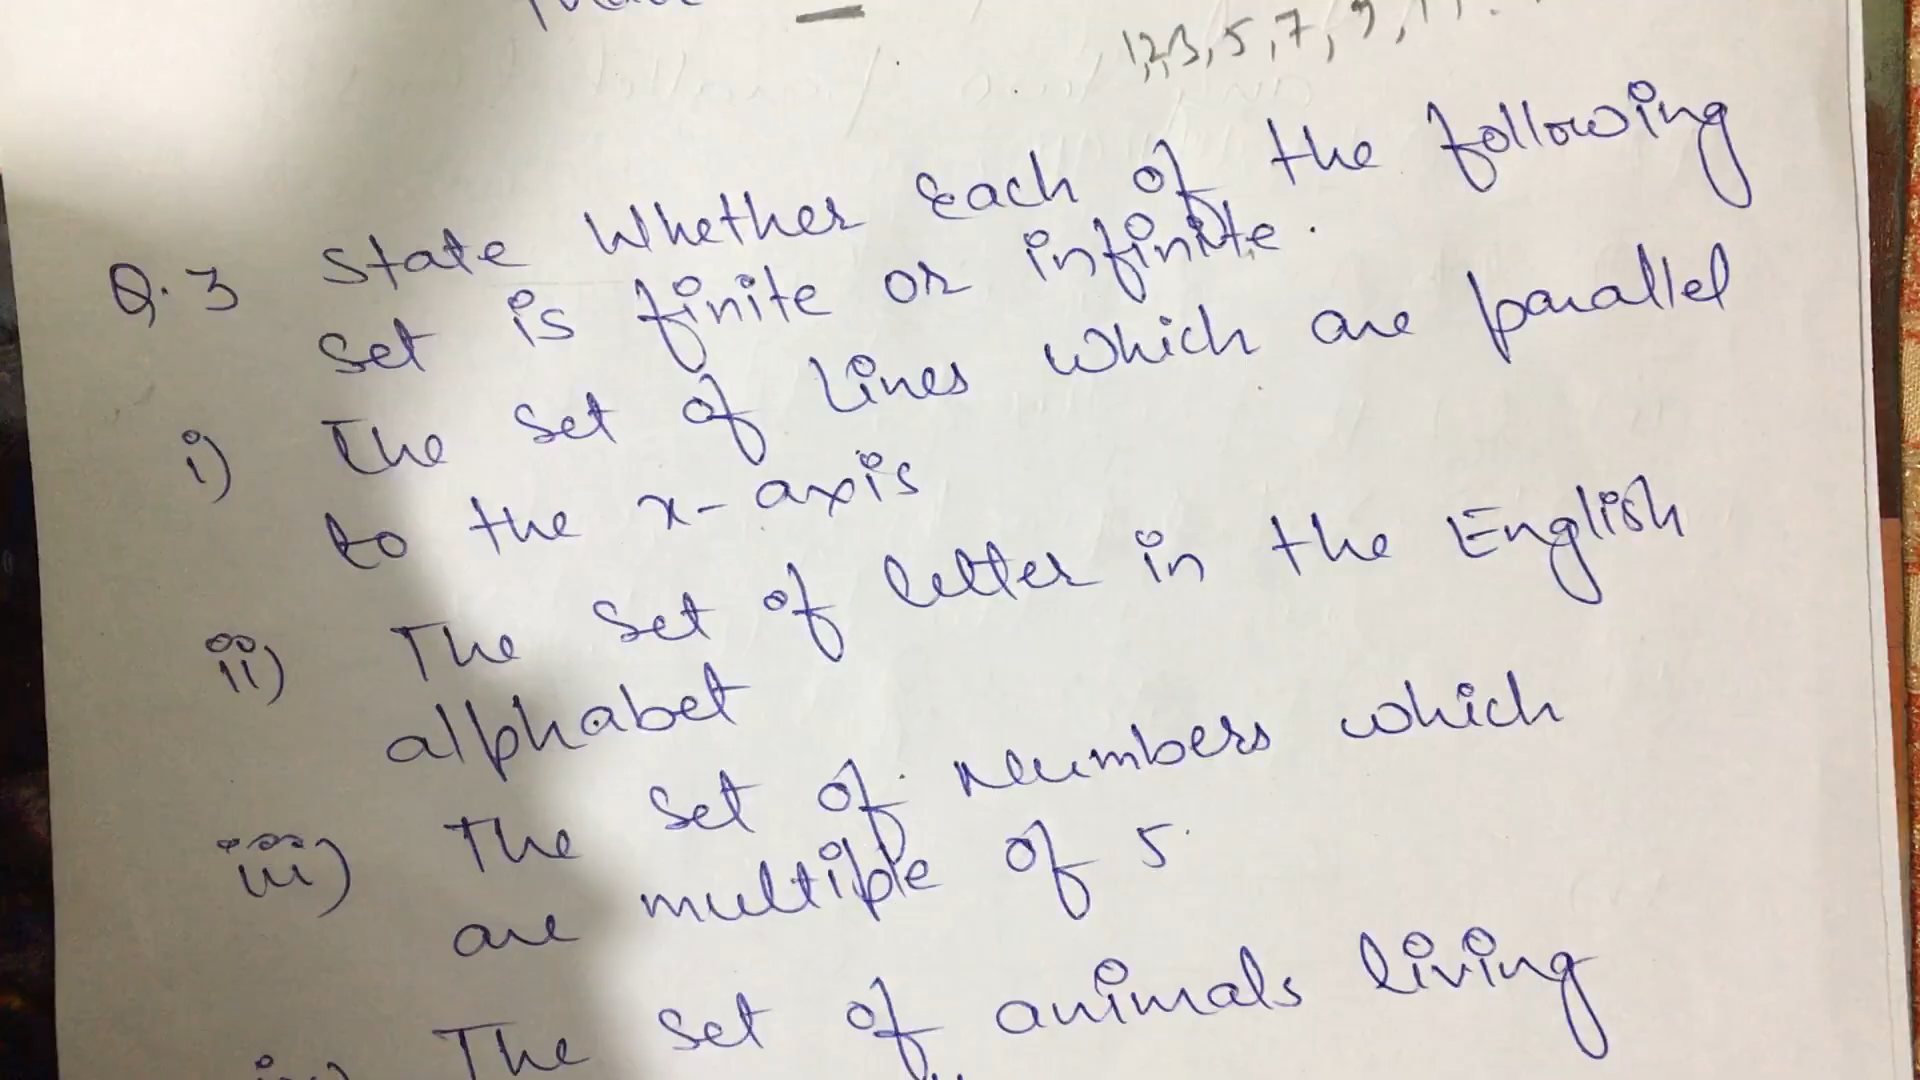 1,2,3,5,7,9,11.
Q.3 State Whether Each of the following
set is finite or infinite.
i) The set of lines which are parallel
to the x-axis
ii) The set of letter in the English
alphabet
iii) The set of Numbers which
are multiple of 5
iv) The set of animals living